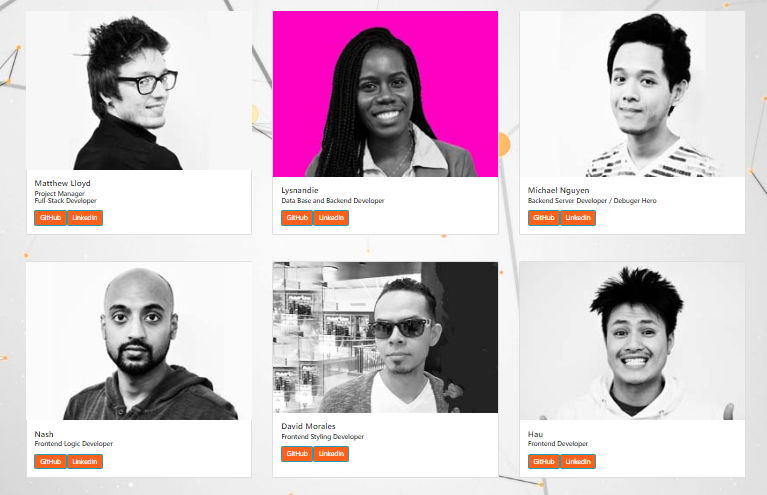 Matthew Lloyd
Project Manager
Full-Stack Developer
GitHub LinkedIn
Lysnandie
Data Base and Backend Developer
GitHub LinkedIn
Michael Nguyen
Backend Server Developer / Debuger Hero
GitHub LinkedIn
Nash
Frontend Logic Developer
GitHub LinkedIn
David Morales
Frontend Styling Developer
GitHub LinkedIn
Hau
Frontend Developer
GitHub LinkedIn